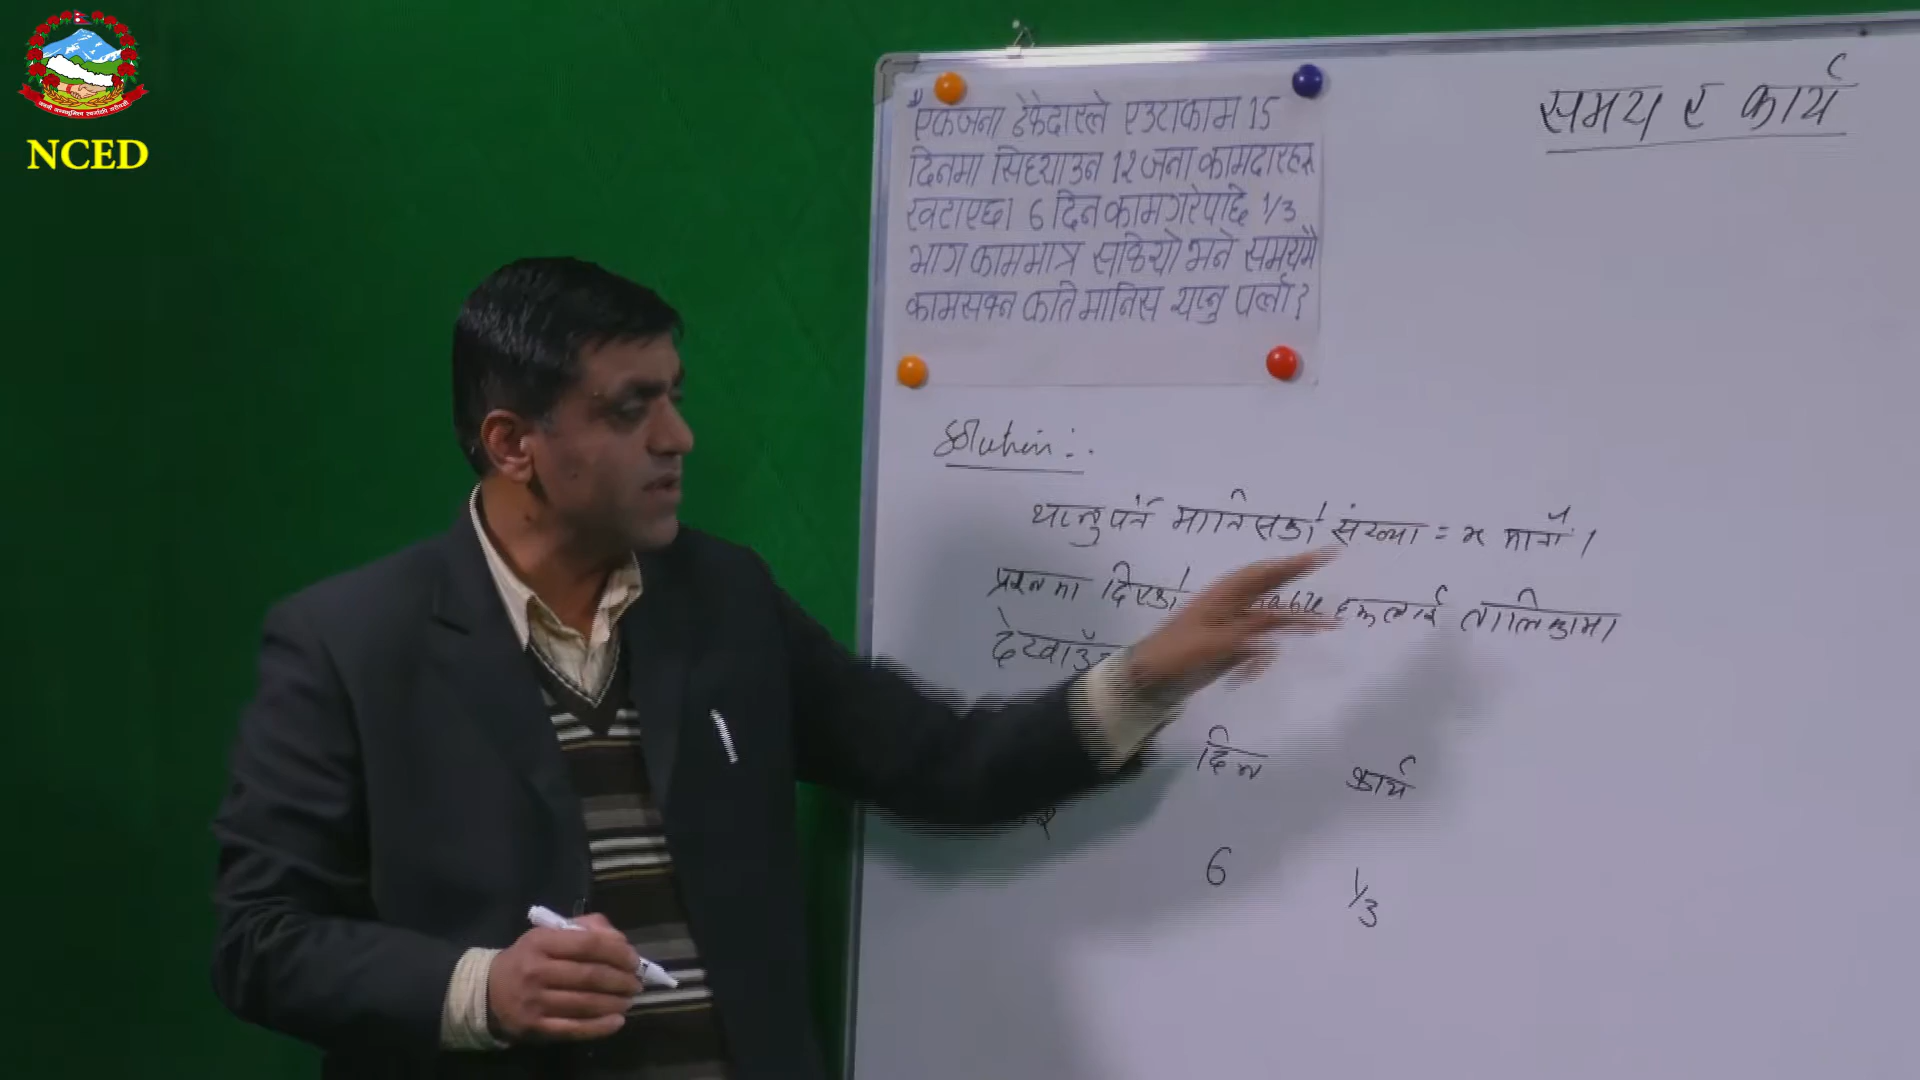 NCED
समय र कार्य
एकजना ठेकेदारले एउटाकाम 15
दिनमा सिध्याउन 12 जना कामदारहरू
खटाएछ। 6 दिन कामगरेपछि 1/3
भाग काममात्र सकियो भने समयमै
कामसक्न कति मानिस थप्नु पर्ला?
Solution:-
थप्नुपर्ने मानिसको संख्या = x मानौं।
प्रश्नमा दिएको हरूलाई तालिकामा
दिन कार्य
6 1/3